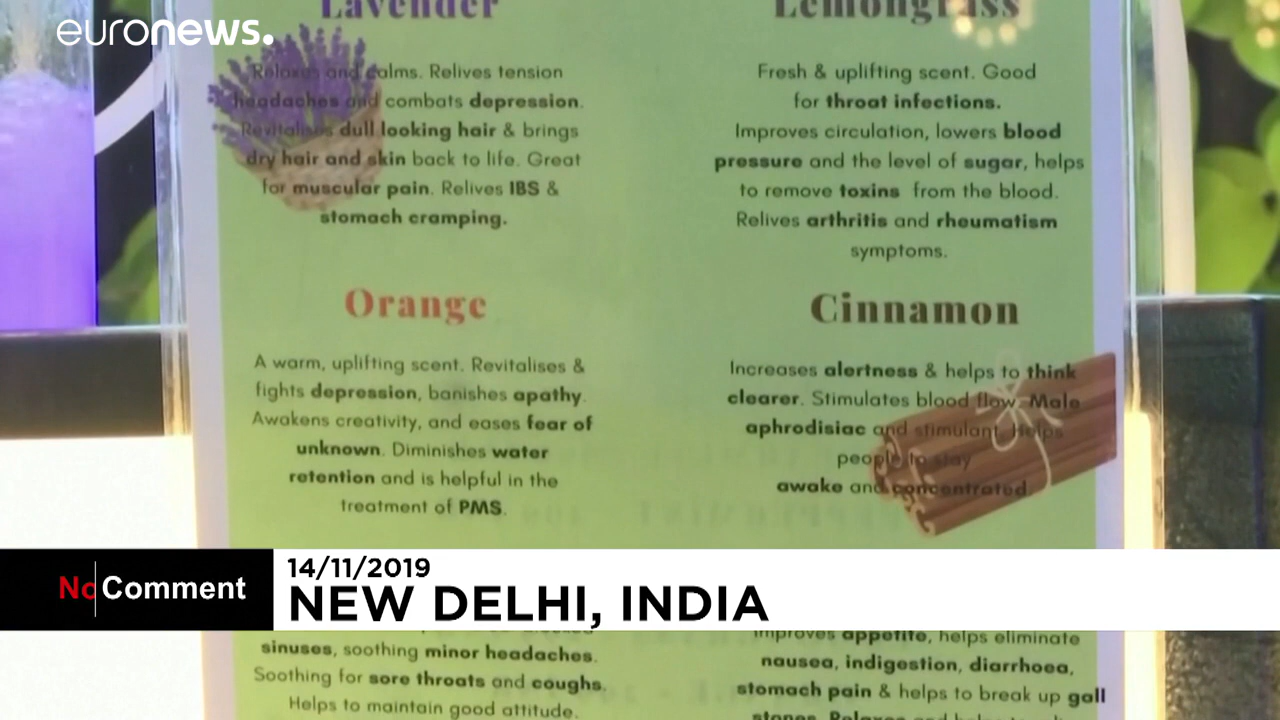 euronews.
Lavender
Relaxes and calms. Relives tension
headaches and combats depression.
Revitalises dull looking hair & brings
dry hair and skin back to life. Great
for muscular pain. Relives IBS &
stomach cramping.
Lemongrass
Fresh & uplifting scent. Good
for throat infections.
Improves circulation, lowers blood
pressure and the level of sugar, helps
to remove toxins from the blood.
Relives arthritis and rheumatism
symptoms.
Orange
A warm, uplifting scent. Revitalises &
fights depression, banishes apathy.
Awakens creativity, and eases fear of
unknown. Diminishes water
retention and is helpful in the
treatment of PMS.
Cinnamon
Increases alertness & helps to think
clearer. Stimulates blood flow. Male
aphrodisiac and stimulant. Helps
people to stay
awake and concentrated.
No Comment
14/11/2019
NEW DELHI, INDIA
sinuses, soothing minor headaches.
Soothing for sore throats and coughs.
Helps to maintain good attitude.
Improves appetite, helps eliminate
nausea, indigestion, diarrhoea,
stomach pain & helps to break up gall
stones. Relaxes and helps